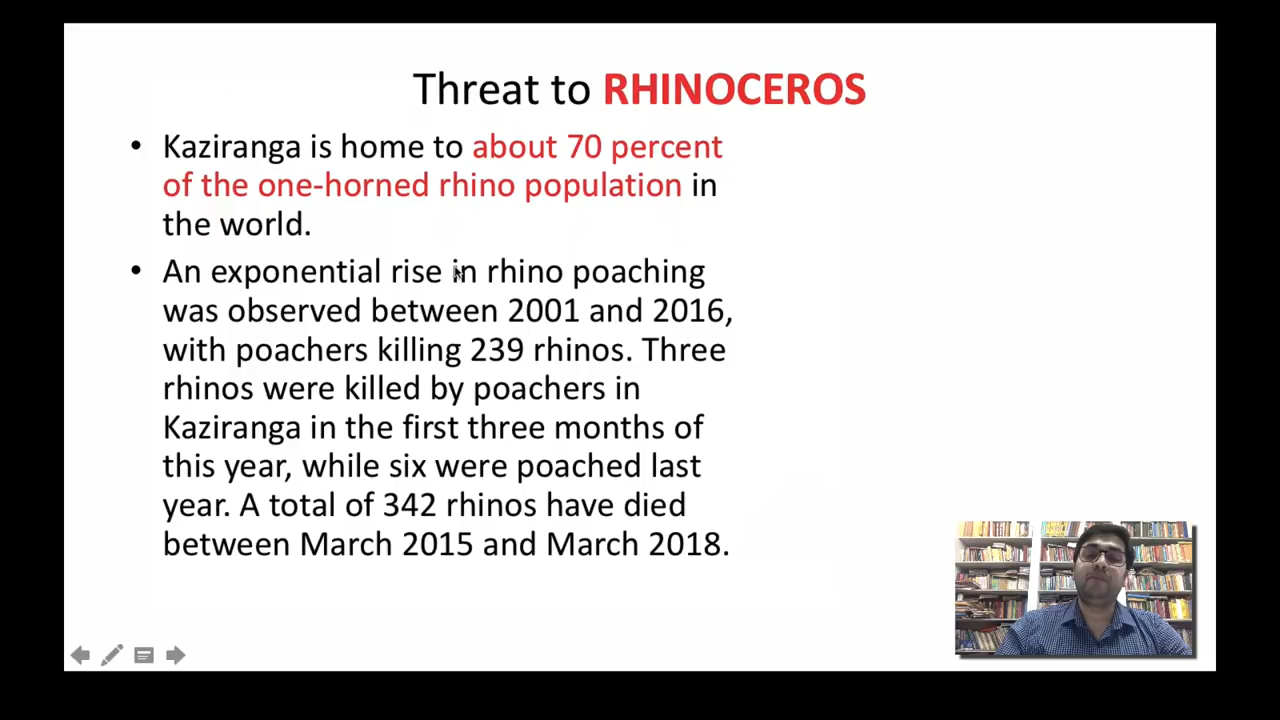 Threat to RHINOCEROS
• Kaziranga is home to about 70 percent
of the one-horned rhino population in
the world.
• An exponential rise in rhino poaching
was observed between 2001 and 2016,
with poachers killing 239 rhinos. Three
rhinos were killed by poachers in
Kaziranga in the first three months of
this year, while six were poached last
year. A total of 342 rhinos have died
between March 2015 and March 2018.